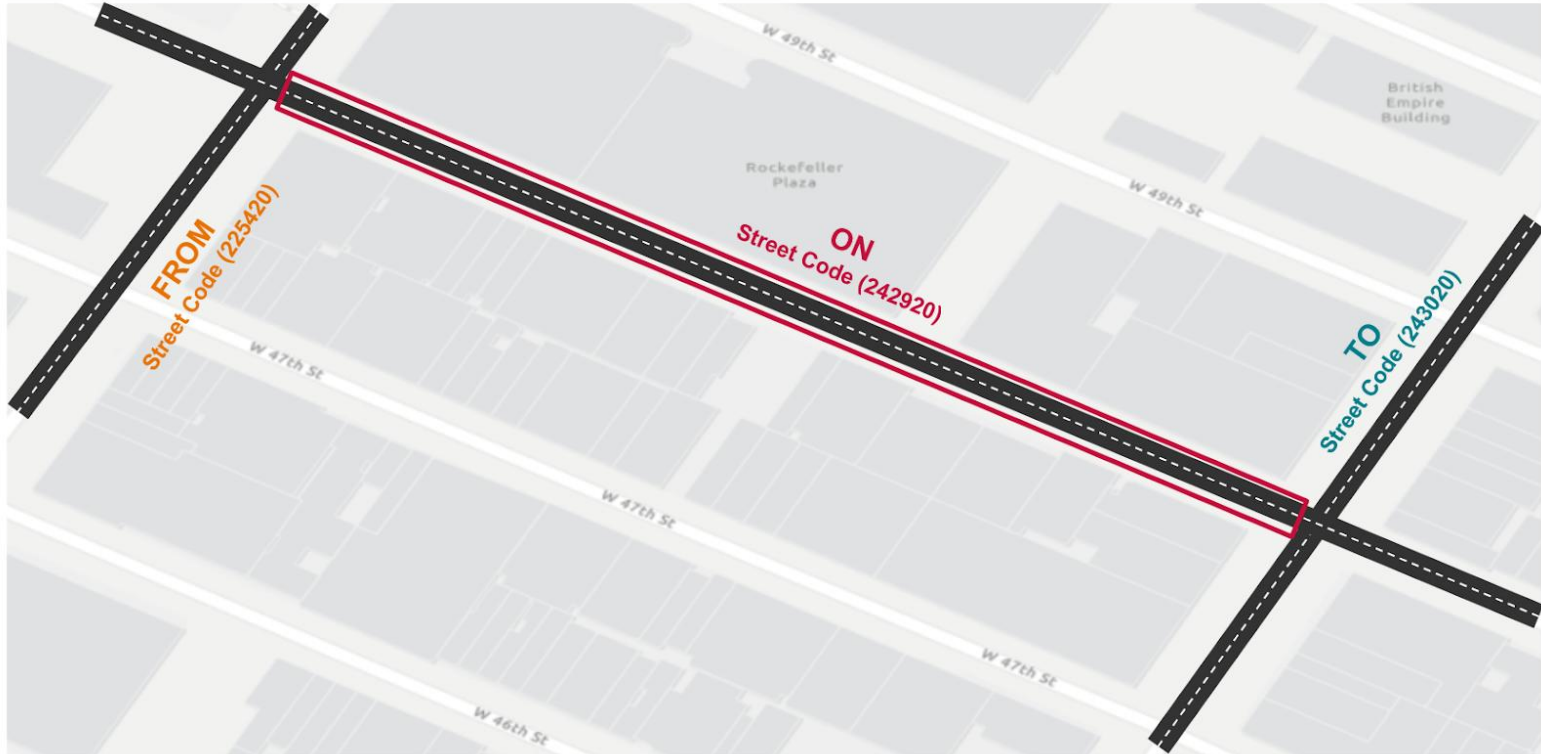 W 49th St
British
Empire
Building
Rockefeller
Plaza
W 49th St
FROM
Street Code (225420)
ON
Street Code (242920)
TO
Street Code (243020)
W 47th St
W 47th St
W 47th St
W 46th St